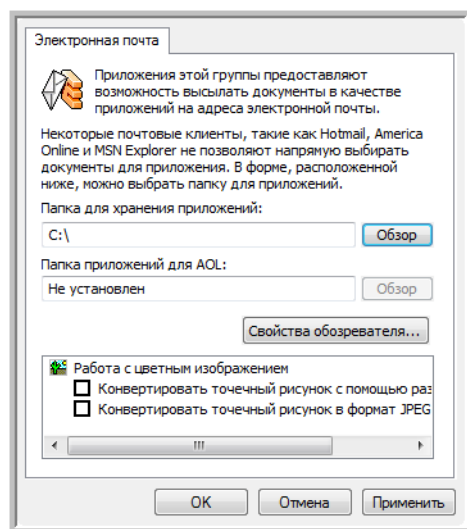 Электронная почта
Приложения этой группы предоставляют
возможность высылать документы в качестве
приложений на адреса электронной почты.
Некоторые почтовые клиенты, такие как Hotmail, America
Online и MSN Explorer не позволяют напрямую выбирать
документы для приложения. В форме, расположенной
ниже, можно выбрать папку для приложений.
Папка для хранения приложений:
C:\
Обзор
Папка приложений для AOL:
Не установлен
Обзор
Свойства обозревателя...
Работа с цветным изображением
Конвертировать точечный рисунок с помощью раз
Конвертировать точечный рисунок в формат JPEG
OK
Отмена
Применить